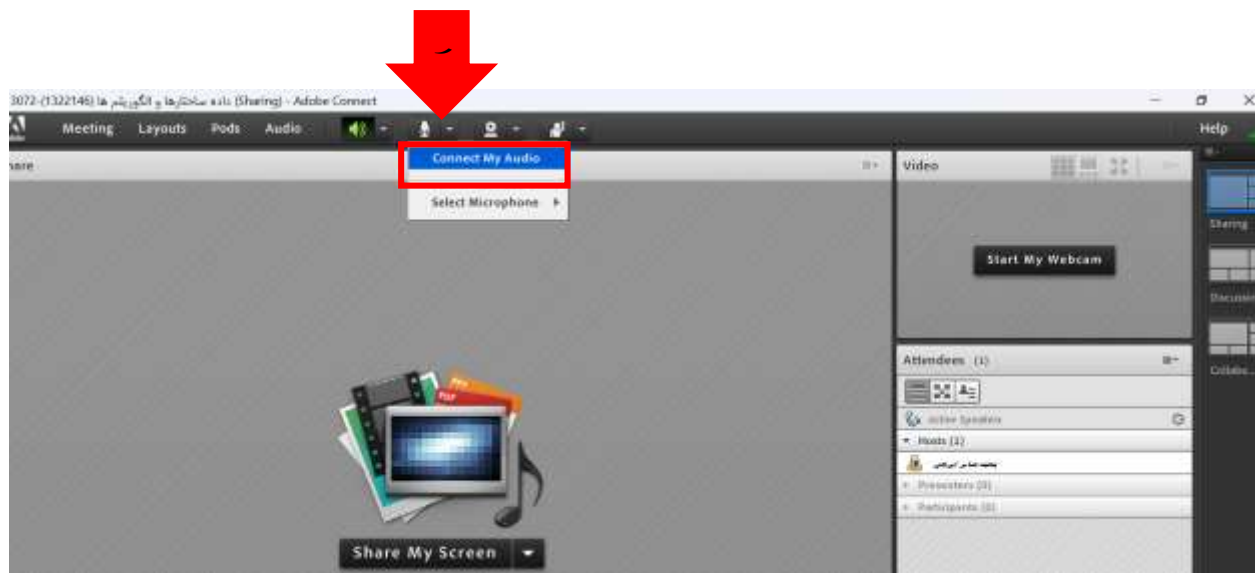 3072-(1322146) داده ساختارها و الگوریتم ها (Sharing) - Adobe Connect
Meeting Layouts Pods Audio
Help
Connect My Audio
Select Microphone
Video
Start My Webcam
Sharing
Attendees (1)
Active Speakers
Hosts (1)
Presenters (0)
Participants (0)
Share My Screen
PDF